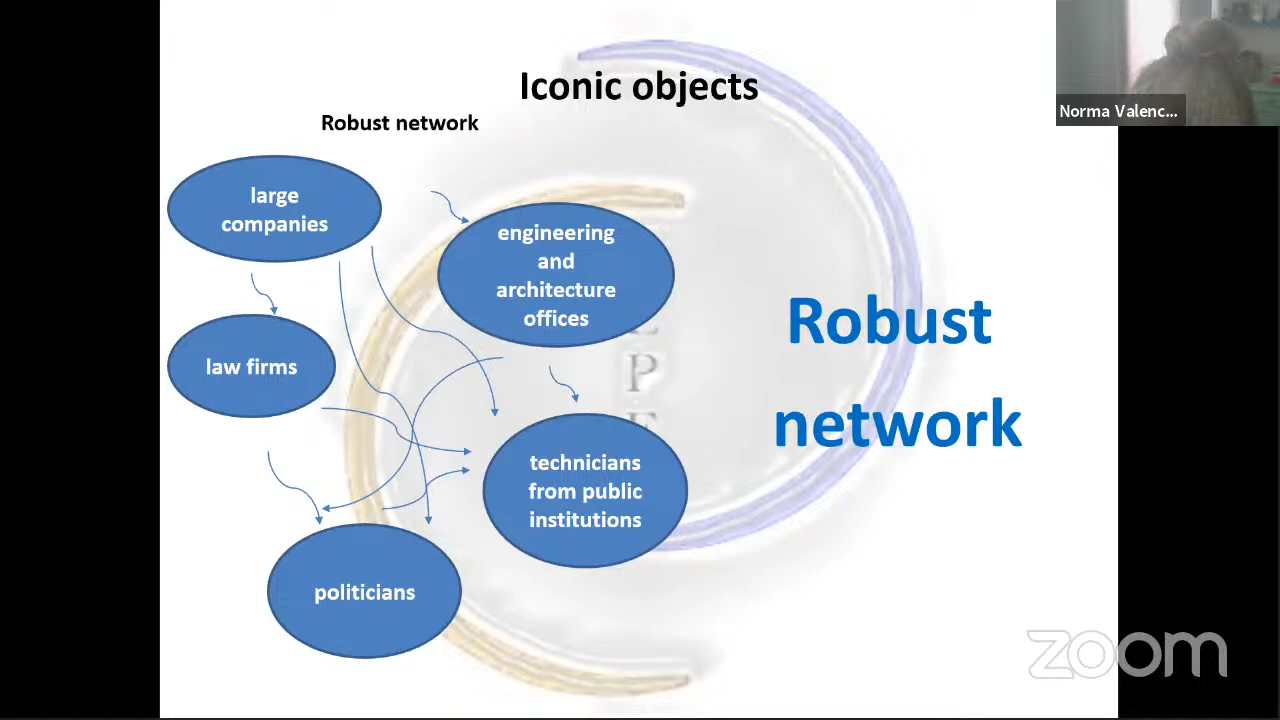 Iconic objects
Robust network
large
companies
engineering
and
architecture
offices
law firms
technicians
from public
institutions
politicians
Robust
network
P
Norma Valenc...
zoom